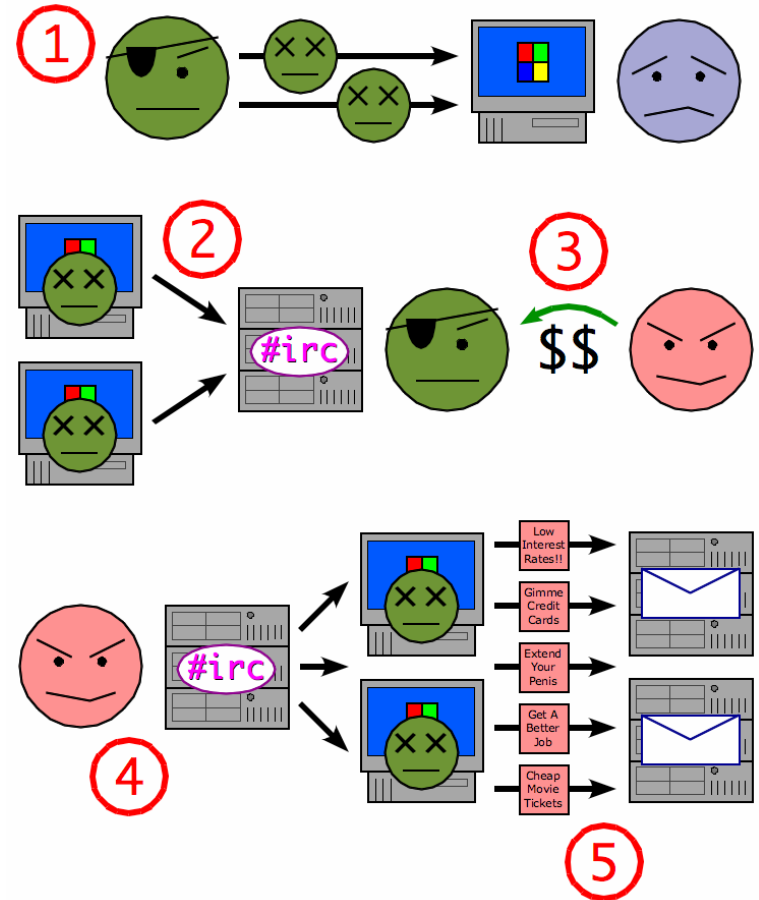 1
2
3
#irc
$$
Low
Interest
Rates!!
Gimme
Credit
Cards
Extend
Your
Penis
Get A
Better
Job
Cheap
Movie
Tickets
#irc
4
5